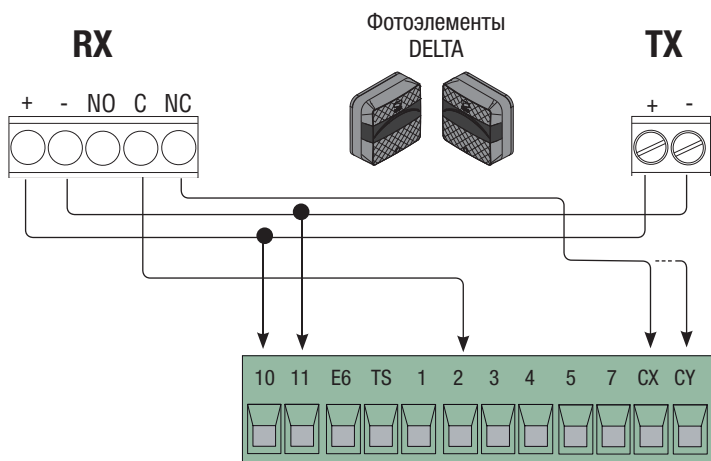 Фотоэлементы
DELTA
RX
TX
+ - NO C NC
+ -
10 11 E6 TS 1 2 3 4 5 7 CX CY